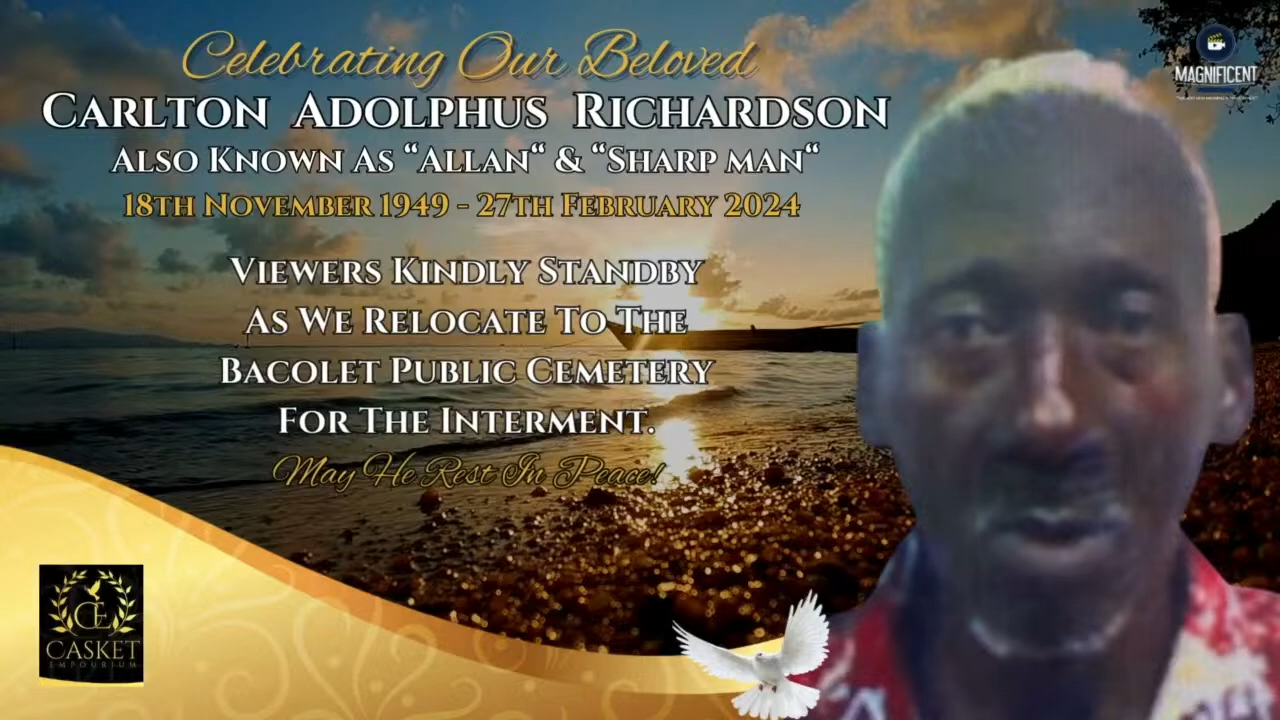 Celebrating Our Beloved
CARLTON ADOLPHUS RICHARDSON
ALSO KNOWN AS “ALLAN“ & “SHARP MAN“
18TH NOVEMBER 1949 - 27TH FEBRUARY 2024
VIEWERS KINDLY STANDBY
AS WE RELOCATE TO THE
BACOLET PUBLIC CEMETERY
FOR THE INTERMENT.
May He Rest In Peace!
MAGNIFICENT
CE
CASKET
EMPOURIUM